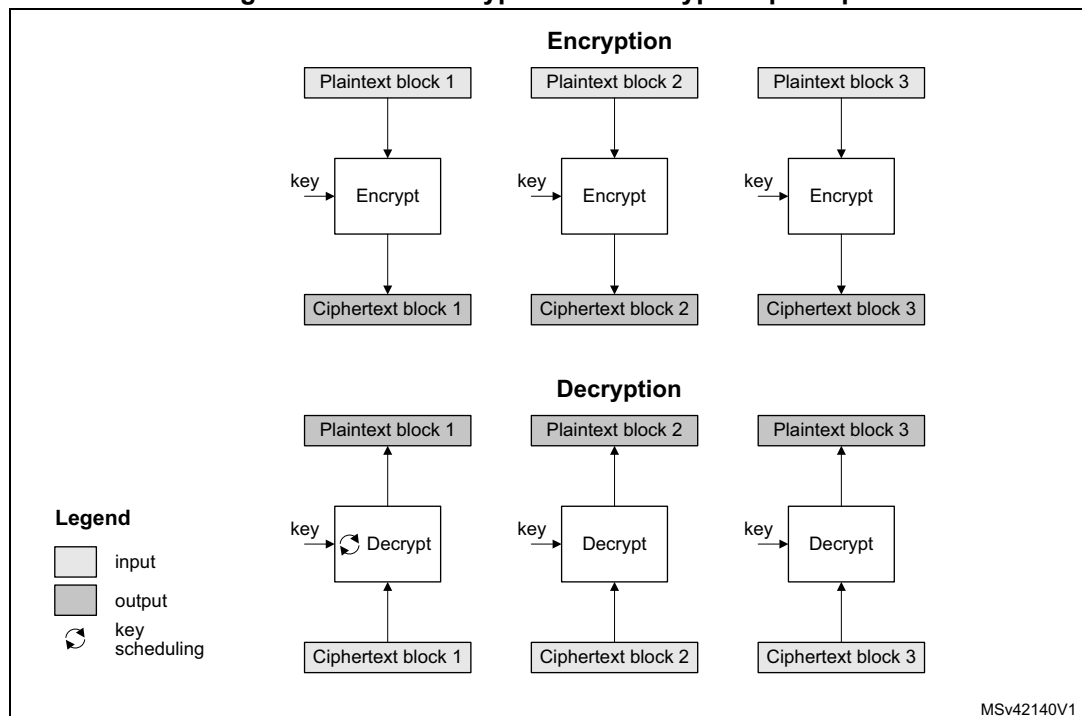 Encryption
Plaintext block 1 Plaintext block 2 Plaintext block 3
key Encrypt key Encrypt key Encrypt
Ciphertext block 1 Ciphertext block 2 Ciphertext block 3
Decryption
Plaintext block 1 Plaintext block 2 Plaintext block 3
Legend
key Decrypt key Decrypt key Decrypt
input
output
key
scheduling
Ciphertext block 1 Ciphertext block 2 Ciphertext block 3
MSv42140V1